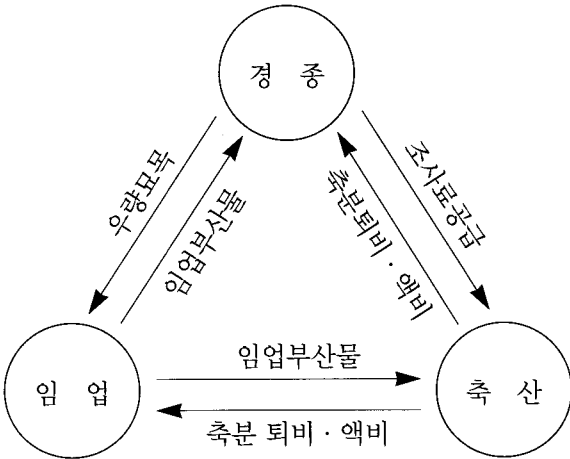 경 종
우량묘목
임업부산물
축분퇴비 · 액비
조사료공급
임 업
임업부산물
축분 퇴비 · 액비
축 산